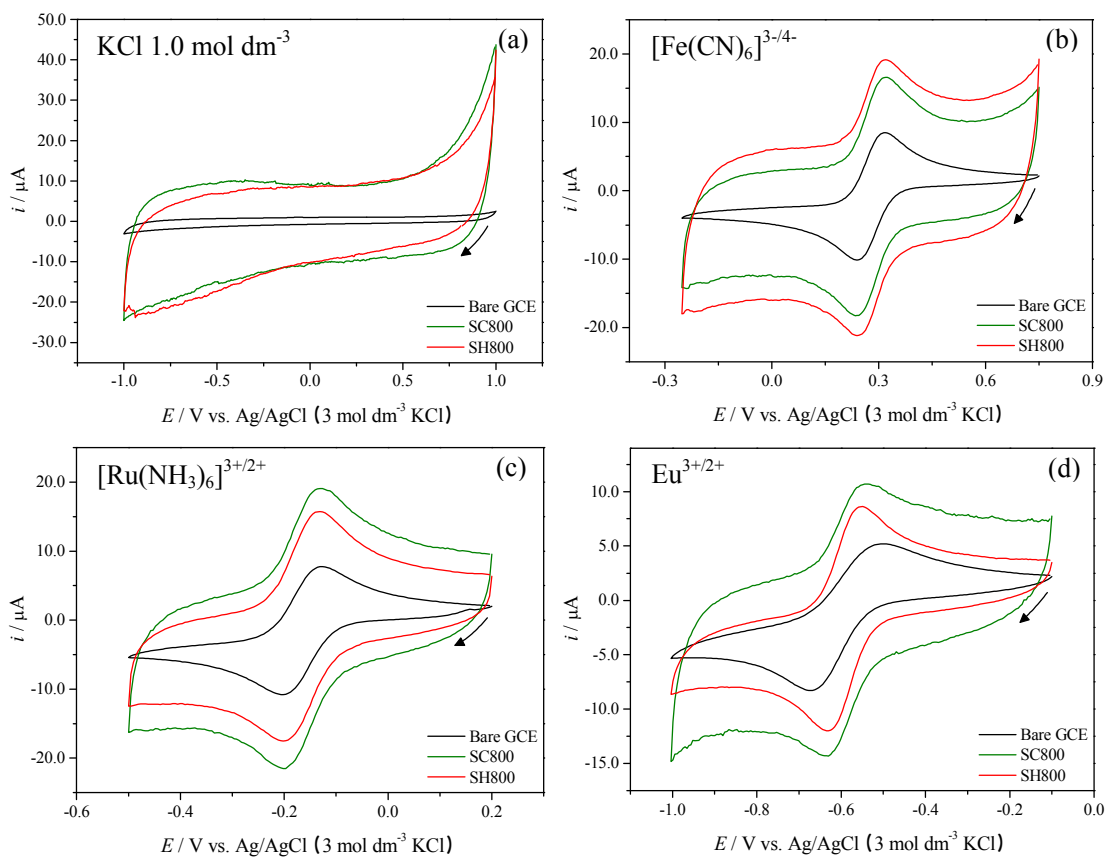 KCl 1.0 mol dm⁻³
(a)
50.0
40.0
30.0
20.0
10.0
0.0
-10.0
-20.0
-30.0
i / µA
Bare GCE
SC800
SH800
-1.0 -0.5 0.0 0.5 1.0
E / V vs. Ag/AgCl (3 mol dm⁻³ KCl)
[Fe(CN)₆]³⁻/⁴⁻
(b)
20.0
10.0
0.0
-10.0
-20.0
i / µA
Bare GCE
SC800
SH800
-0.3 0.0 0.3 0.6 0.9
E / V vs. Ag/AgCl (3 mol dm⁻³ KCl)
[Ru(NH₃)₆]³⁺/²⁺
(c)
20.0
10.0
0.0
-10.0
-20.0
i / µA
Bare GCE
SC800
SH800
-0.6 -0.4 -0.2 0.0 0.2
E / V vs. Ag/AgCl (3 mol dm⁻³ KCl)
Eu³⁺/²⁺
(d)
10.0
5.0
0.0
-5.0
-10.0
-15.0
i / µA
Bare GCE
SC800
SH800
-1.0 -0.8 -0.6 -0.4 -0.2 0.0
E / V vs. Ag/AgCl (3 mol dm⁻³ KCl)